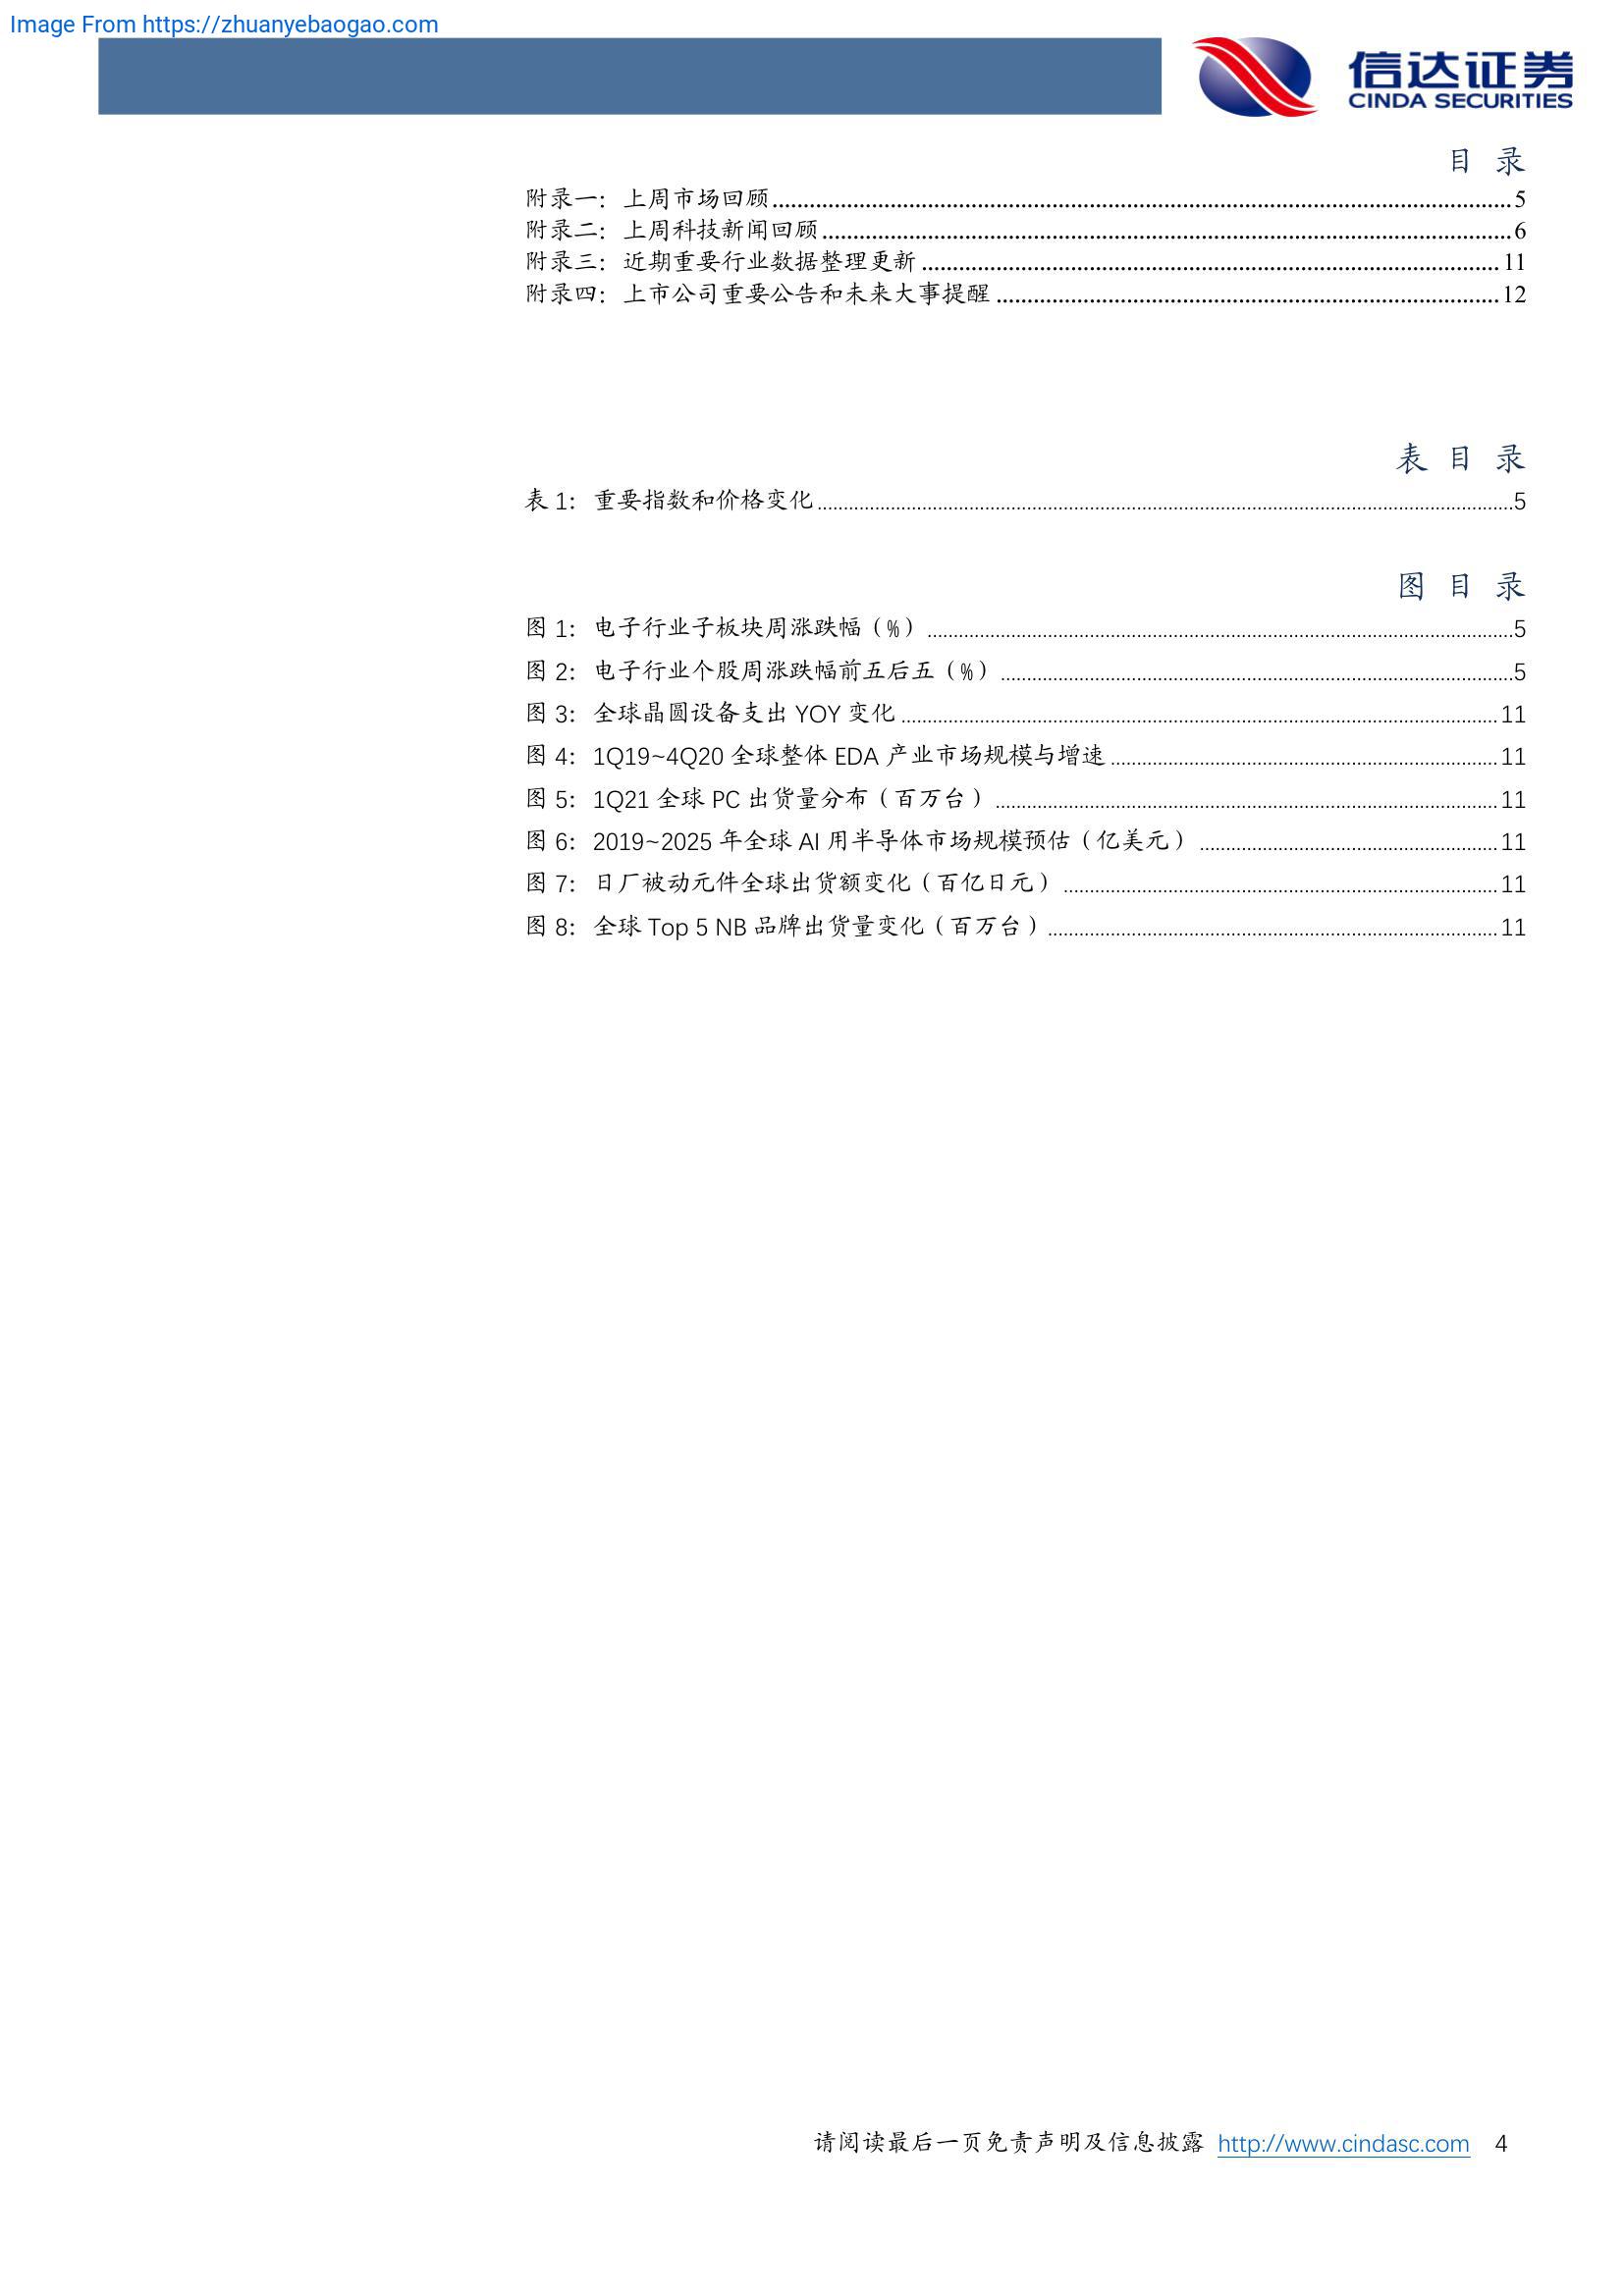 Image From https://zhuanyebaogao.com
信达证券
CINDA SECURITIES
目 录
附录一：上周市场回顾 5
附录二：上周科技新闻回顾 6
附录三：近期重要行业数据整理更新 11
附录四：上市公司重要公告和未来大事提醒 12
表 目 录
表 1：重要指数和价格变化 5
图 目 录
图 1：电子行业子板块周涨跌幅（%） 5
图 2：电子行业个股周涨跌幅前五后五（%） 5
图 3：全球晶圆设备支出 YOY 变化 11
图 4：1Q19~4Q20 全球整体 EDA 产业市场规模与增速 11
图 5：1Q21 全球 PC 出货量分布（百万台） 11
图 6：2019~2025 年全球 AI 用半导体市场规模预估（亿美元） 11
图 7：日厂被动元件全球出货额变化（百亿日元） 11
图 8：全球 Top 5 NB 品牌出货量变化（百万台） 11
请阅读最后一页免责声明及信息披露 http://www.cindasc.com 4